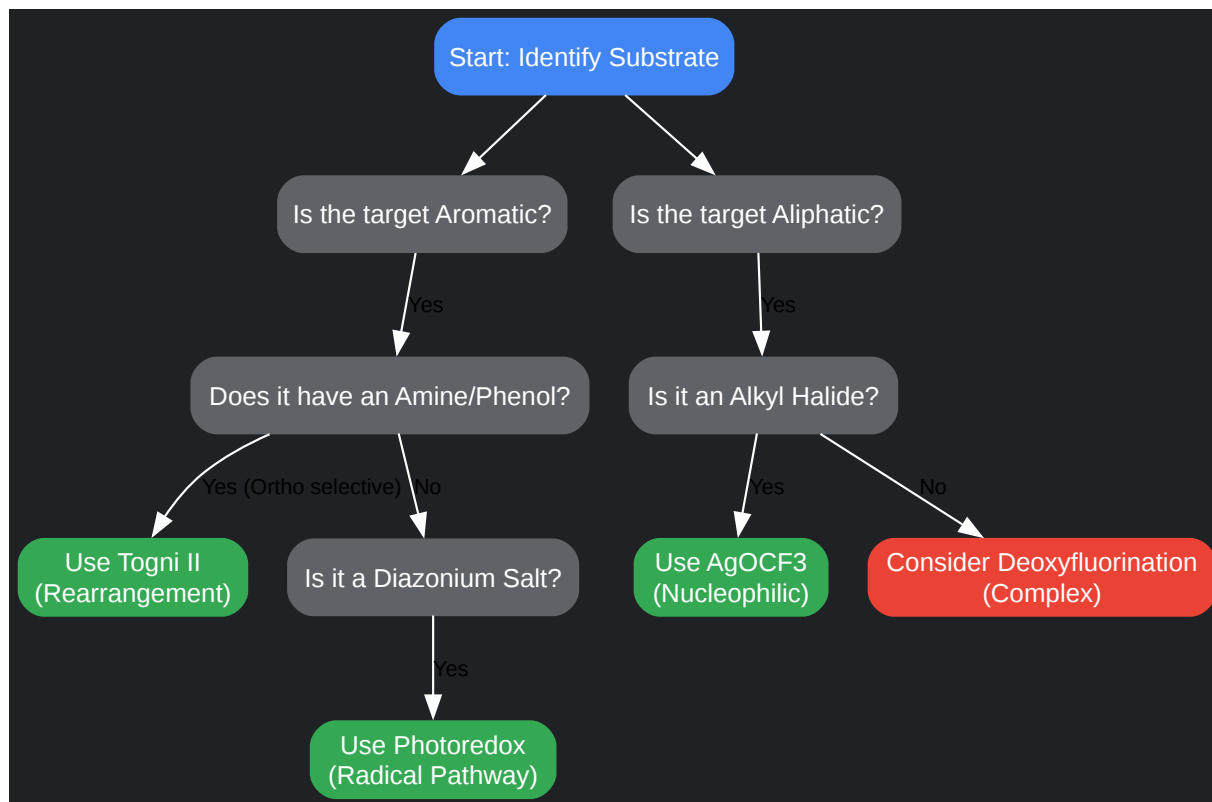 Start: Identify Substrate
Is the target Aromatic?
Is the target Aliphatic?
Yes
Yes
Does it have an Amine/Phenol?
Is it an Alkyl Halide?
Yes (Ortho selective)
No
Yes
No
Use Togni II
(Rearrangement)
Is it a Diazonium Salt?
Use AgOCF3
(Nucleophilic)
Consider Deoxyfluorination
(Complex)
Yes
Use Photoredox
(Radical Pathway)